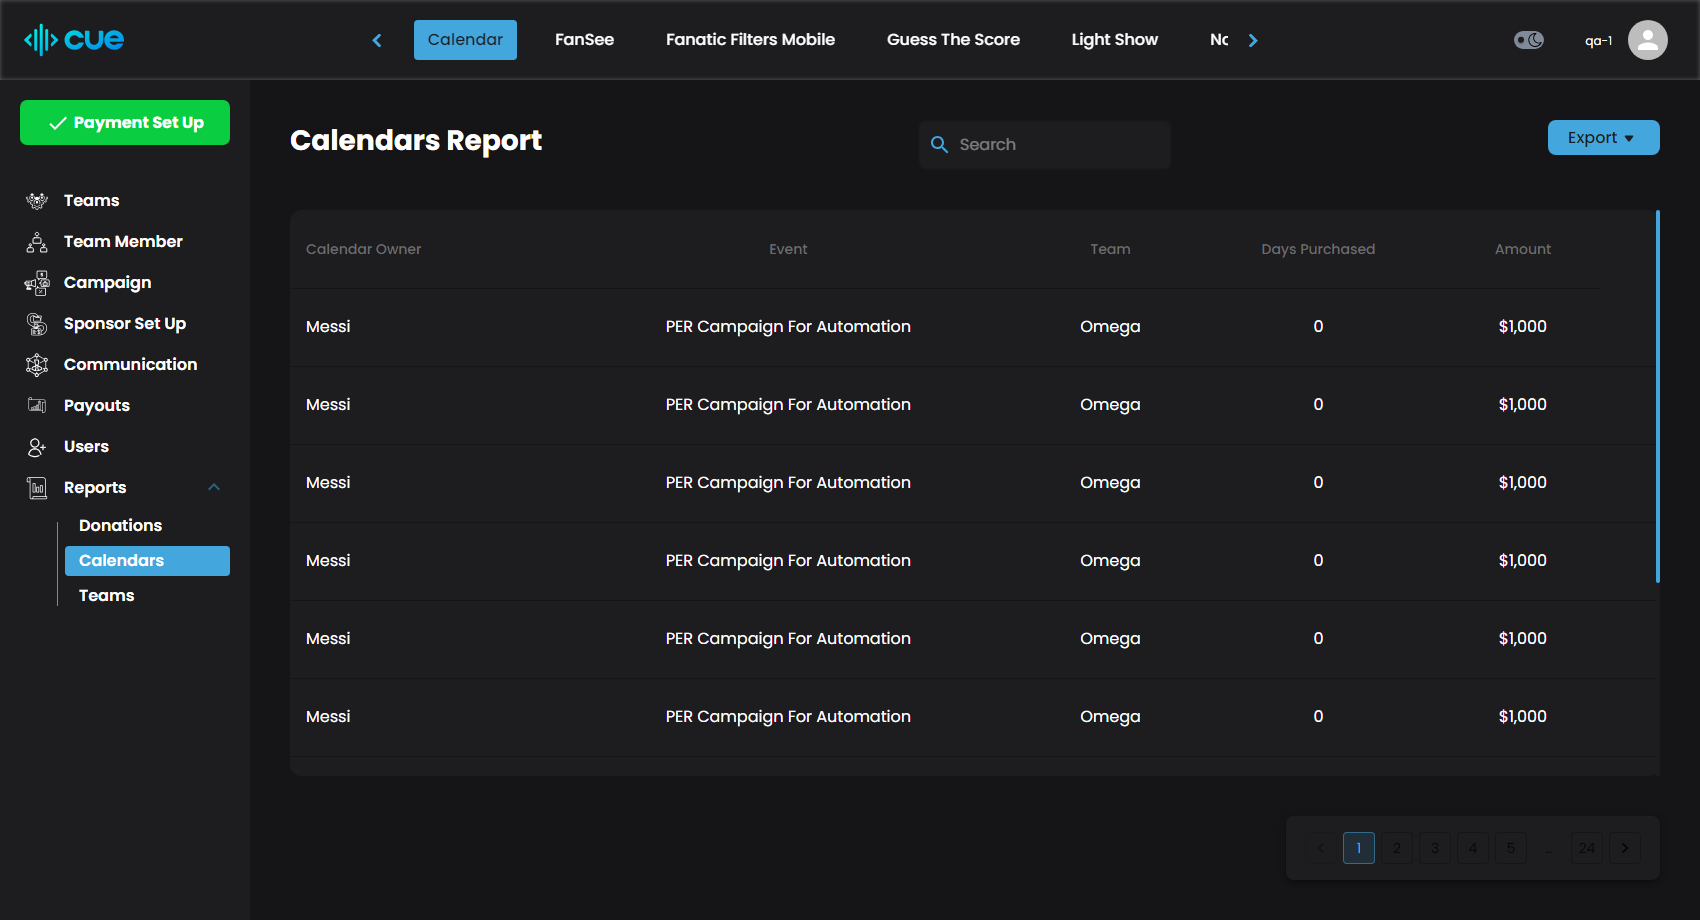 cue
Calendar FanSee Fanatic Filters Mobile Guess The Score Light Show No
qa-1
Payment Set Up
Teams
Team Member
Campaign
Sponsor Set Up
Communication
Payouts
Users
Reports
Donations
Calendars
Teams
Calendars Report
Search
Export
Calendar Owner Event Team Days Purchased Amount
Messi PER Campaign For Automation Omega 0 $1,000
Messi PER Campaign For Automation Omega 0 $1,000
Messi PER Campaign For Automation Omega 0 $1,000
Messi PER Campaign For Automation Omega 0 $1,000
Messi PER Campaign For Automation Omega 0 $1,000
Messi PER Campaign For Automation Omega 0 $1,000
1 2 3 4 5 ... 24